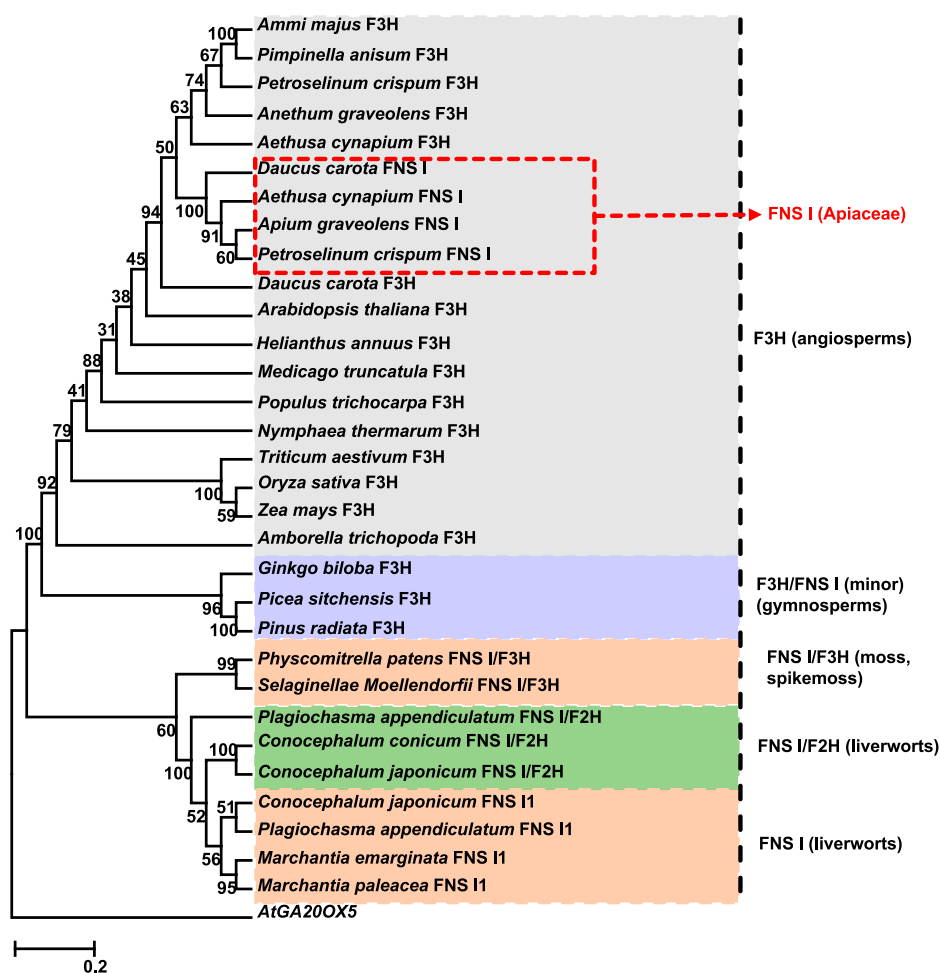 Ammi majus F3H
Pimpinella anisum F3H
Petroselinum crispum F3H
Anethum graveolens F3H
Aethusa cynapium F3H
Daucus carota FNS I
Aethusa cynapium FNS I
Apium graveolens FNS I
Petroselinum crispum FNS I
Daucus carota F3H
Arabidopsis thaliana F3H
Helianthus annuus F3H
Medicago truncatula F3H
Populus trichocarpa F3H
Nymphaea thermarum F3H
Triticum aestivum F3H
Oryza sativa F3H
Zea mays F3H
Amborella trichopoda F3H
Ginkgo biloba F3H
Picea sitchensis F3H
Pinus radiata F3H
Physcomitrella patens FNS I/F3H
Selaginellae Moellendorfii FNS I/F3H
Plagiochasma appendiculatum FNS I/F2H
Conocephalum conicum FNS I/F2H
Conocephalum japonicum FNS I/F2H
Conocephalum japonicum FNS I1
Plagiochasma appendiculatum FNS I1
Marchantia emarginata FNS I1
Marchantia paleacea FNS I1
AtGA20OX5
100
67
74
63
50
100
91
60
94
45
38
31
88
41
79
100
59
92
100
96
100
99
60
100
100
52
51
56
95
0.2
FNS I (Apiaceae)
F3H (angiosperms)
F3H/FNS I (minor)
(gymnosperms)
FNS I/F3H (moss,
spikemoss)
FNS I/F2H (liverworts)
FNS I (liverworts)